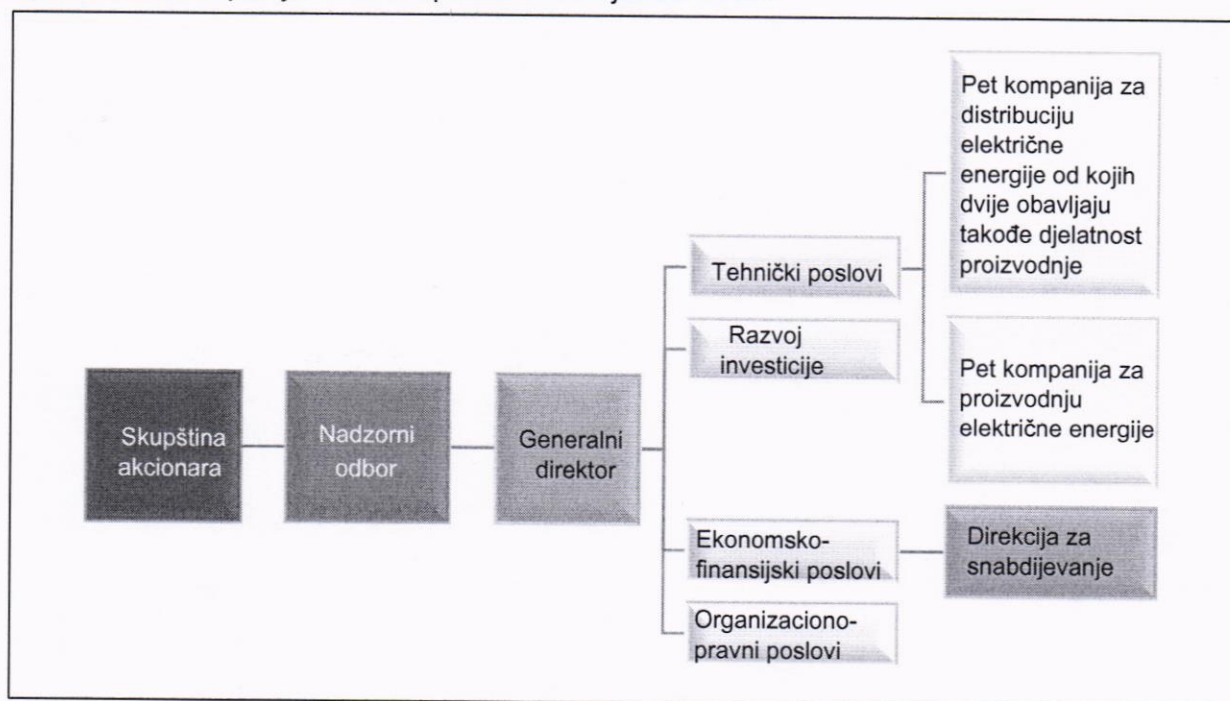 Skupština
akcionara
Nadzorni
odbor
Generalni
direktor
Tehnički poslovi
Razvoj
investicije
Ekonomsko-
finansijski poslovi
Organizaciono-
pravni poslovi
Pet kompanija za
distribuciju
električne
energije od kojih
dvije obavljaju
takođe djelatnost
proizvodnje
Pet kompanija za
proizvodnju
električne energije
Direkcija za
snabdijevanje